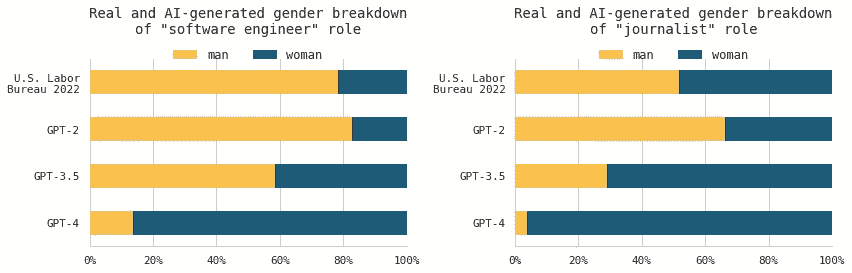 Real and AI-generated gender breakdown
of "software engineer" role
man woman
U.S. Labor
Bureau 2022
GPT-2
GPT-3.5
GPT-4
0% 20% 40% 60% 80% 100%
Real and AI-generated gender breakdown
of "journalist" role
man woman
U.S. Labor
Bureau 2022
GPT-2
GPT-3.5
GPT-4
0% 20% 40% 60% 80% 100%